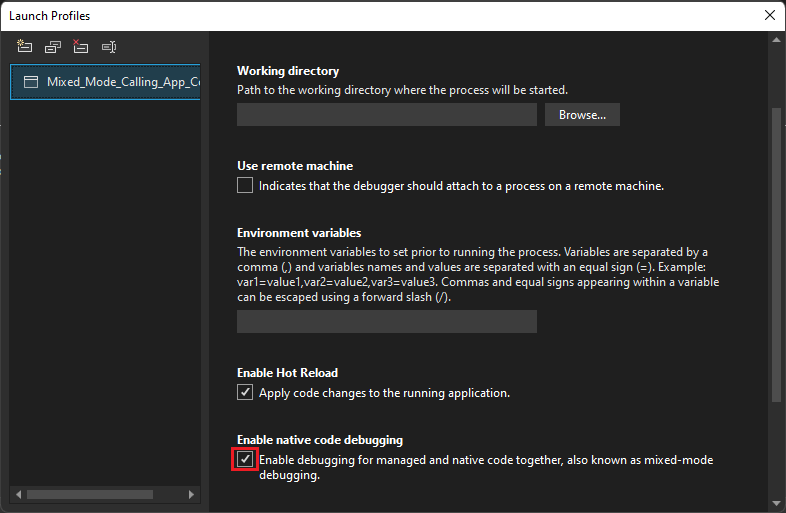 Launch Profiles
Mixed_Mode_Calling_App_Co
Working directory
Path to the working directory where the process will be started.
Browse...
Use remote machine
Indicates that the debugger should attach to a process on a remote machine.
Environment variables
The environment variables to set prior to running the process. Variables are separated by a
comma (,) and variables names and values are separated with an equal sign (=). Example:
var1=value1,var2=value2,var3=value3. Commas and equal signs appearing within a variable
can be escaped using a forward slash (/).
Enable Hot Reload
Apply code changes to the running application.
Enable native code debugging
Enable debugging for managed and native code together, also known as mixed-mode
debugging.